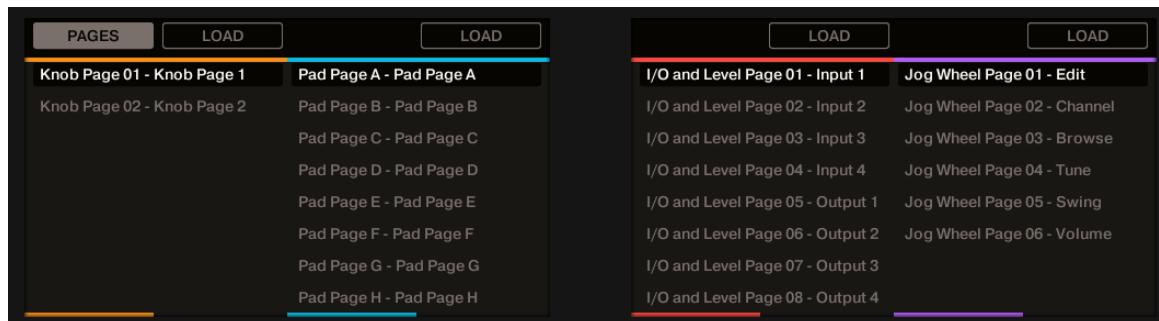 PAGES LOAD LOAD LOAD LOAD
Knob Page 01 - Knob Page 1
Knob Page 02 - Knob Page 2
Pad Page A - Pad Page A
Pad Page B - Pad Page B
Pad Page C - Pad Page C
Pad Page D - Pad Page D
Pad Page E - Pad Page E
Pad Page F - Pad Page F
Pad Page G - Pad Page G
Pad Page H - Pad Page H
I/O and Level Page 01 - Input 1
I/O and Level Page 02 - Input 2
I/O and Level Page 03 - Input 3
I/O and Level Page 04 - Input 4
I/O and Level Page 05 - Output 1
I/O and Level Page 06 - Output 2
I/O and Level Page 07 - Output 3
I/O and Level Page 08 - Output 4
Jog Wheel Page 01 - Edit
Jog Wheel Page 02 - Channel
Jog Wheel Page 03 - Browse
Jog Wheel Page 04 - Tune
Jog Wheel Page 05 - Swing
Jog Wheel Page 06 - Volume